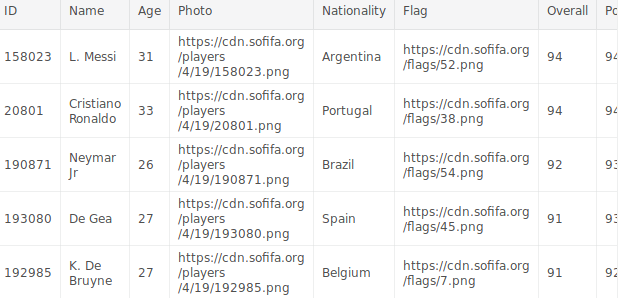 ID Name Age Photo Nationality Flag Overall
158023 L. Messi 31 https://cdn.sofifa.org/players/4/19/158023.png Argentina https://cdn.sofifa.org/flags/52.png 94 94
20801 Cristiano Ronaldo 33 https://cdn.sofifa.org/players/4/19/20801.png Portugal https://cdn.sofifa.org/flags/38.png 94 94
190871 Neymar Jr 26 https://cdn.sofifa.org/players/4/19/190871.png Brazil https://cdn.sofifa.org/flags/54.png 92 93
193080 De Gea 27 https://cdn.sofifa.org/players/4/19/193080.png Spain https://cdn.sofifa.org/flags/45.png 91 93
192985 K. De Bruyne 27 https://cdn.sofifa.org/players/4/19/192985.png Belgium https://cdn.sofifa.org/flags/7.png 91 92